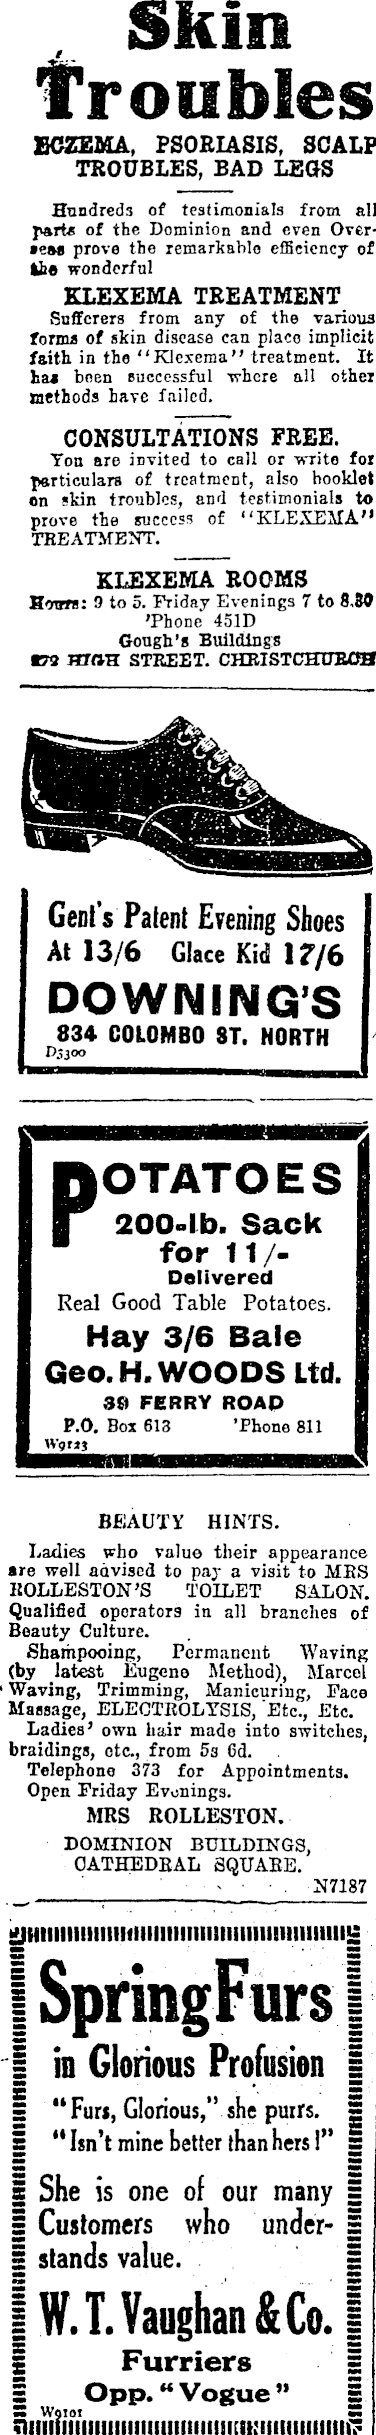 Skin
Troubles
ECZEMA, PSORIASIS, SCALP
TROUBLES, BAD LEGS
Hundreds of testimonials from all
parts of the Dominion and even Over-
seas prove the remarkable efficiency of
the wonderful
KLEXEMA TREATMENT
Sufferers from any of the various
forms of skin disease can place implicit
faith in the "Klexema" treatment. It
has been successful where all other
methods have failed.
CONSULTATIONS FREE.
You are invited to call or write for
particulars of treatment, also booklet
on skin troubles, and testimonials to
prove the success of "KLEXEMA"
TREATMENT.
KLEXEMA ROOMS
Hours: 9 to 5. Friday Evenings 7 to 8.30
'Phone 451D
Gough's Buildings
HIGH STREET. CHRISTCHURCH
Gent's Patent Evening Shoes
At 13/6 Glace Kid 17/6
DOWNING'S
834 COLOMBO ST. NORTH
D5300
POTATOES
200-lb. Sack
for 11/-
Delivered
Real Good Table Potatoes.
Hay 3/6 Bale
Geo. H. WOODS Ltd.
39 FERRY ROAD
P.O. Box 613 'Phone 811
W9123
BEAUTY HINTS.
Ladies who value their appearance
are well advised to pay a visit to MRS
ROLLESTON'S TOILET SALON.
Qualified operators in all branches of
Beauty Culture.
Shampooing, Permanent Waving
(by latest Eugene Method), Marcel
Waving, Trimming, Manicuring, Face
Massage, ELECTROLYSIS, Etc., Etc.
Ladies' own hair made into switches,
braidings, etc., from 5s 6d.
Telephone 373 for Appointments.
Open Friday Evenings.
MRS ROLLESTON.
DOMINION BUILDINGS,
CATHEDRAL SQUARE.
N7187
Spring Furs
in Glorious Profusion
"Furs, Glorious," she purrs.
"Isn't mine better than hers!"
She is one of our many
Customers who under-
stands value.
W. T. Vaughan & Co.
Furriers
Opp. "Vogue"
W9101